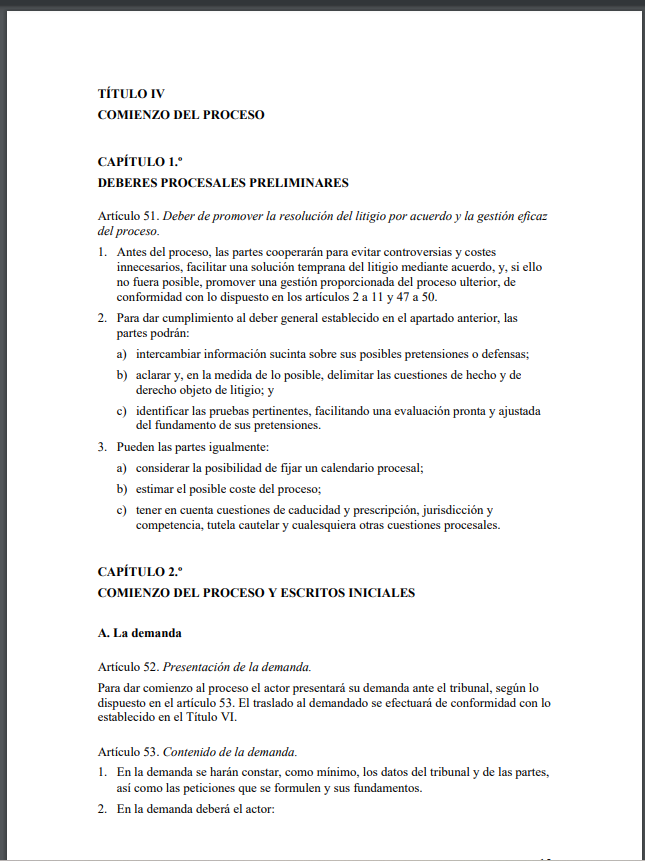 TÍTULO IV
COMIENZO DEL PROCESO
CAPÍTULO 1.º
DEBERES PROCESALES PRELIMINARES
Artículo 51. Deber de promover la resolución del litigio por acuerdo y la gestión eficaz
del proceso.
1. Antes del proceso, las partes cooperarán para evitar controversias y costes
innecesarios, facilitar una solución temprana del litigio mediante acuerdo, y, si ello
no fuera posible, promover una gestión proporcionada del proceso ulterior, de
conformidad con lo dispuesto en los artículos 2 a 11 y 47 a 50.
2. Para dar cumplimiento al deber general establecido en el apartado anterior, las
partes podrán:
a) intercambiar información sucinta sobre sus posibles pretensiones o defensas;
b) aclarar y, en la medida de lo posible, delimitar las cuestiones de hecho y de
derecho objeto de litigio; y
c) identificar las pruebas pertinentes, facilitando una evaluación pronta y ajustada
del fundamento de sus pretensiones.
3. Pueden las partes igualmente:
a) considerar la posibilidad de fijar un calendario procesal;
b) estimar el posible coste del proceso;
c) tener en cuenta cuestiones de caducidad y prescripción, jurisdicción y
competencia, tutela cautelar y cualesquiera otras cuestiones procesales.
CAPÍTULO 2.º
COMIENZO DEL PROCESO Y ESCRITOS INICIALES
A. La demanda
Artículo 52. Presentación de la demanda.
Para dar comienzo al proceso el actor presentará su demanda ante el tribunal, según lo
dispuesto en el artículo 53. El traslado al demandado se efectuará de conformidad con lo
establecido en el Título VI.
Artículo 53. Contenido de la demanda.
1. En la demanda se harán constar, como mínimo, los datos del tribunal y de las partes,
así como las peticiones que se formulen y sus fundamentos.
2. En la demanda deberá el actor: